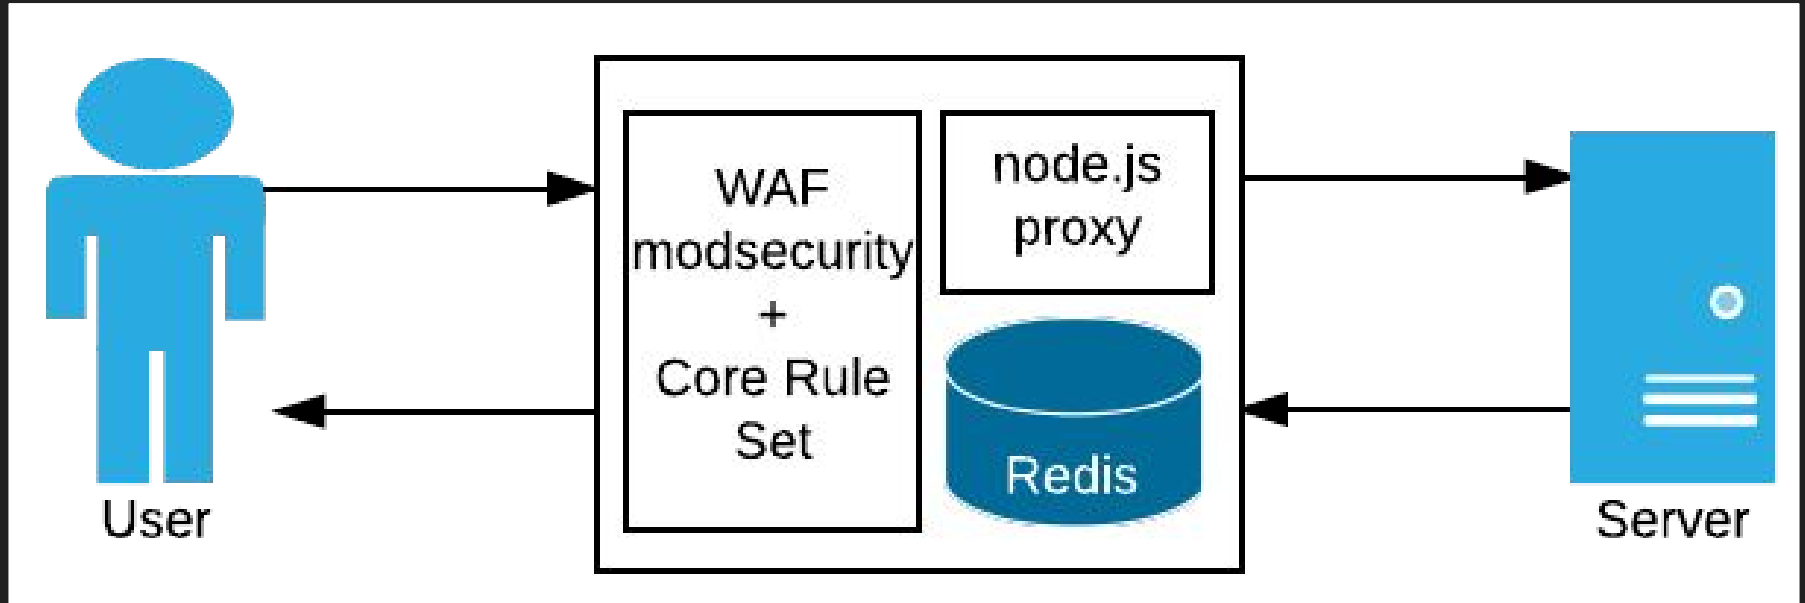 WAF
modsecurity
+
Core Rule
Set
node.js
proxy
Redis
User
Server